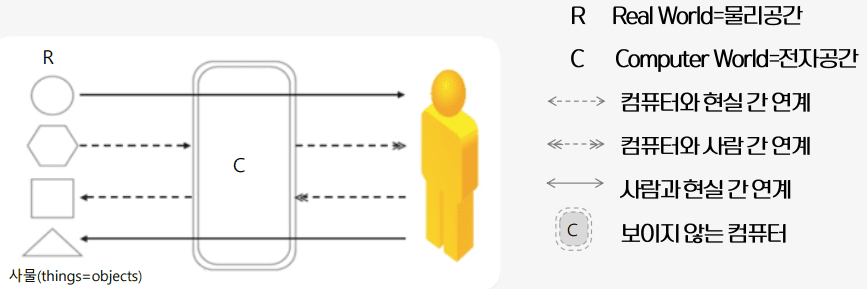 R
C
사물(things=objects)
R Real World=물리공간
C Computer World=전자공간
컴퓨터와 현실 간 연계
컴퓨터와 사람 간 연계
사람과 현실 간 연계
C 보이지 않는 컴퓨터